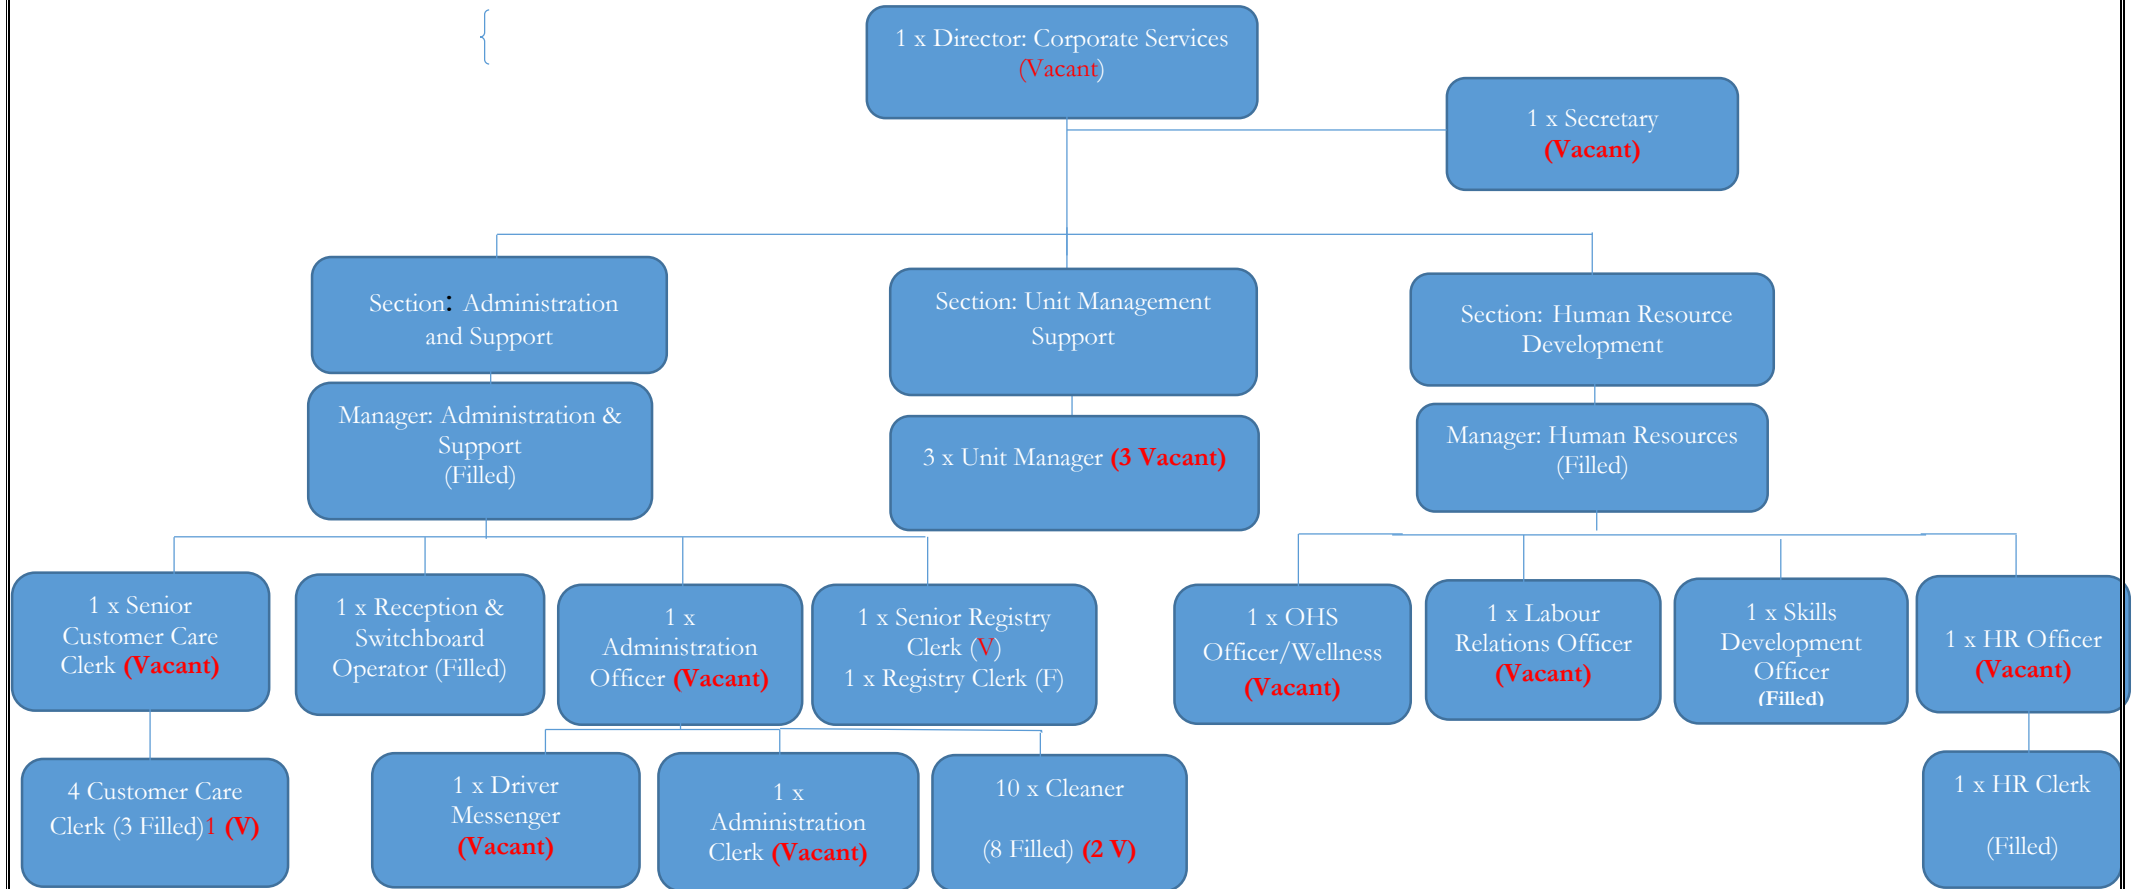 1 x Director: Corporate Services
(Vacant)
1 x Secretary
(Vacant)
Section: Administration
and Support
Section: Unit Management
Support
Section: Human Resource
Development
Manager: Administration &
Support
(Filled)
3 x Unit Manager (3 Vacant)
Manager: Human Resources
(Filled)
1 x Senior
Customer Care
Clerk (Vacant)
1 x Reception &
Switchboard
Operator (Filled)
1 x
Administration
Officer (Vacant)
1 x Senior Registry
Clerk (V)
1 x Registry Clerk (F)
1 x OHS
Officer/Wellness
(Vacant)
1 x Labour
Relations Officer
(Vacant)
1 x Skills
Development
Officer
(Filled)
1 x HR Officer
(Vacant)
4 Customer Care
Clerk (3 Filled)1 (V)
1 x Driver
Messenger
(Vacant)
1 x
Administration
Clerk (Vacant)
10 x Cleaner
(8 Filled) (2 V)
1 x HR Clerk
(Filled)